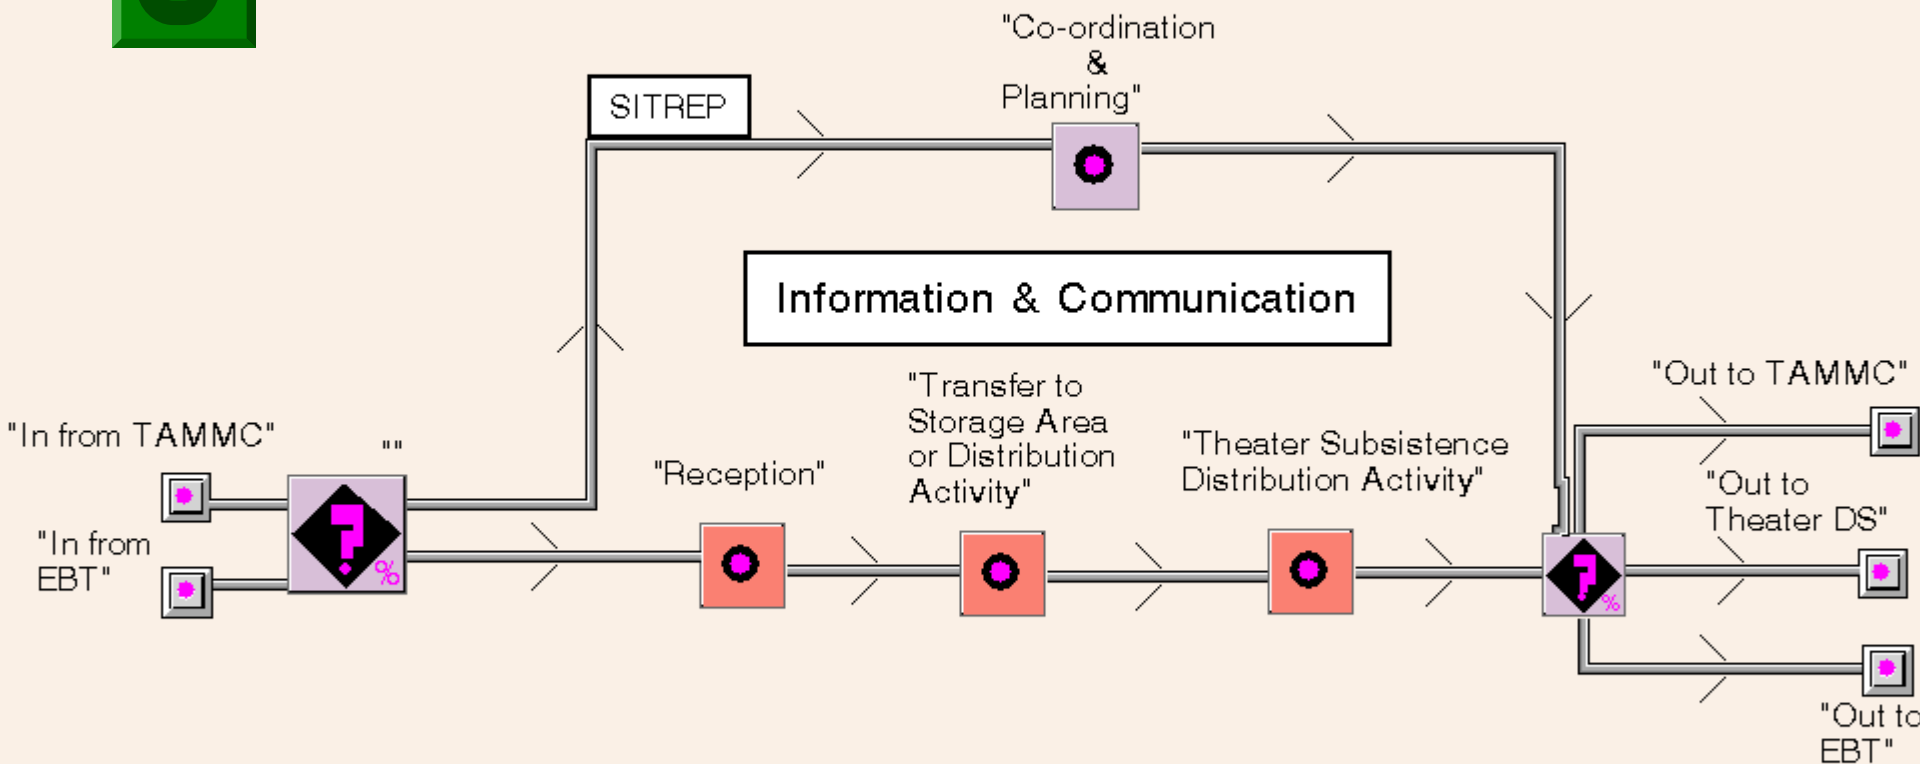 "Co-ordination
&
Planning"
SITREP
Information & Communication
"In from TAMMC"
""
"In from
EBT"
"Reception"
"Transfer to
Storage Area
or Distribution
Activity"
"Theater Subsistence
Distribution Activity"
"Out to TAMMC"
"Out to
Theater DS"
"Out to
EBT"
?
%
?
%